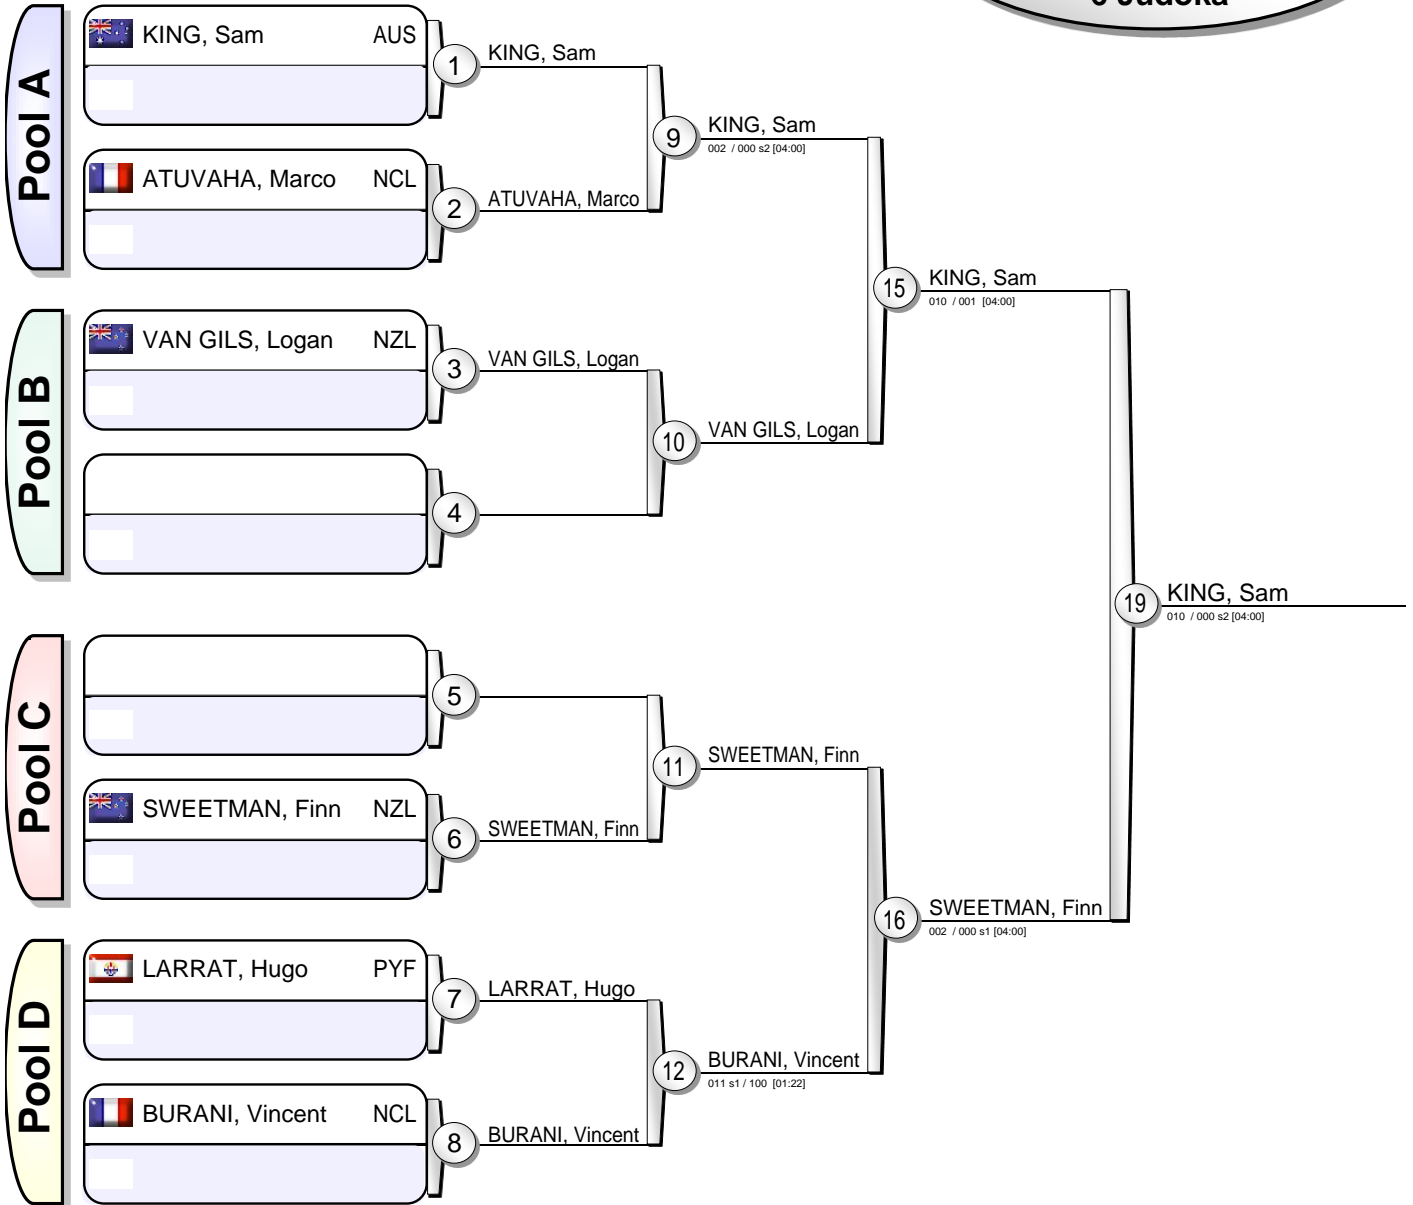 6 Judoka
Pool A
KING, Sam AUS
1
KING, Sam
ATUVAHA, Marco NCL
2
ATUVAHA, Marco
9
KING, Sam
002 / 000 s2 [04:00]
Pool B
VAN GILS, Logan NZL
3
VAN GILS, Logan
4
10
VAN GILS, Logan
15
KING, Sam
010 / 001 [04:00]
Pool C
5
SWEETMAN, Finn NZL
6
SWEETMAN, Finn
11
SWEETMAN, Finn
Pool D
LARRAT, Hugo PYF
7
LARRAT, Hugo
BURANI, Vincent NCL
8
BURANI, Vincent
12
BURANI, Vincent
011 s1 / 100 [01:22]
16
SWEETMAN, Finn
002 / 000 s1 [04:00]
19
KING, Sam
010 / 000 s2 [04:00]